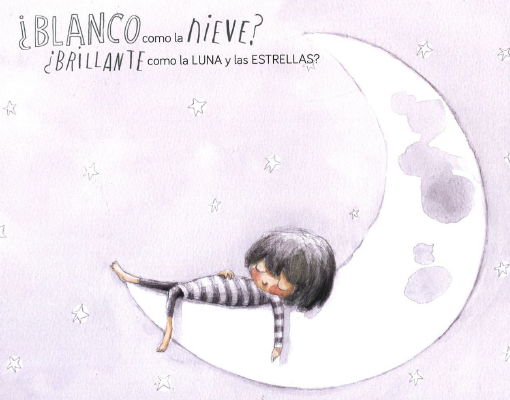 ¿BLANCO como la NIEVE?
¿BRILLANTE como la LUNA y las ESTRELLAS?